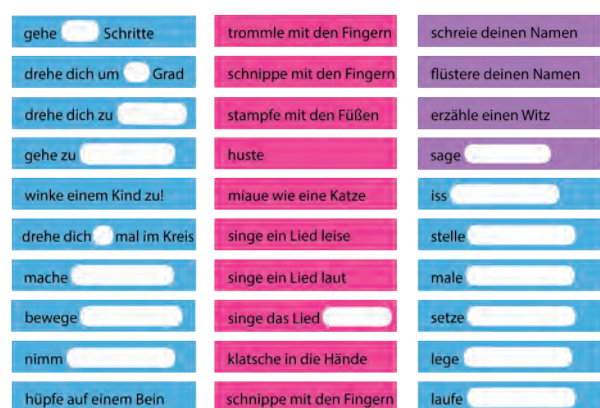 gehe Schritte
drehe dich um Grad
drehe dich zu
gehe zu
winke einem Kind zu!
drehe dich mal im Kreis
mache
bewege
nimm
hüpfe auf einem Bein
trommle mit den Fingern
schnippe mit den Fingern
stampfe mit den Füßen
huste
miaue wie eine Katze
singe ein Lied leise
singe ein Lied laut
singe das Lied
klatsche in die Hände
schnippe mit den Fingern
schreie deinen Namen
flüstere deinen Namen
erzähle einen Witz
sage
iss
stelle
male
setze
lege
laufe